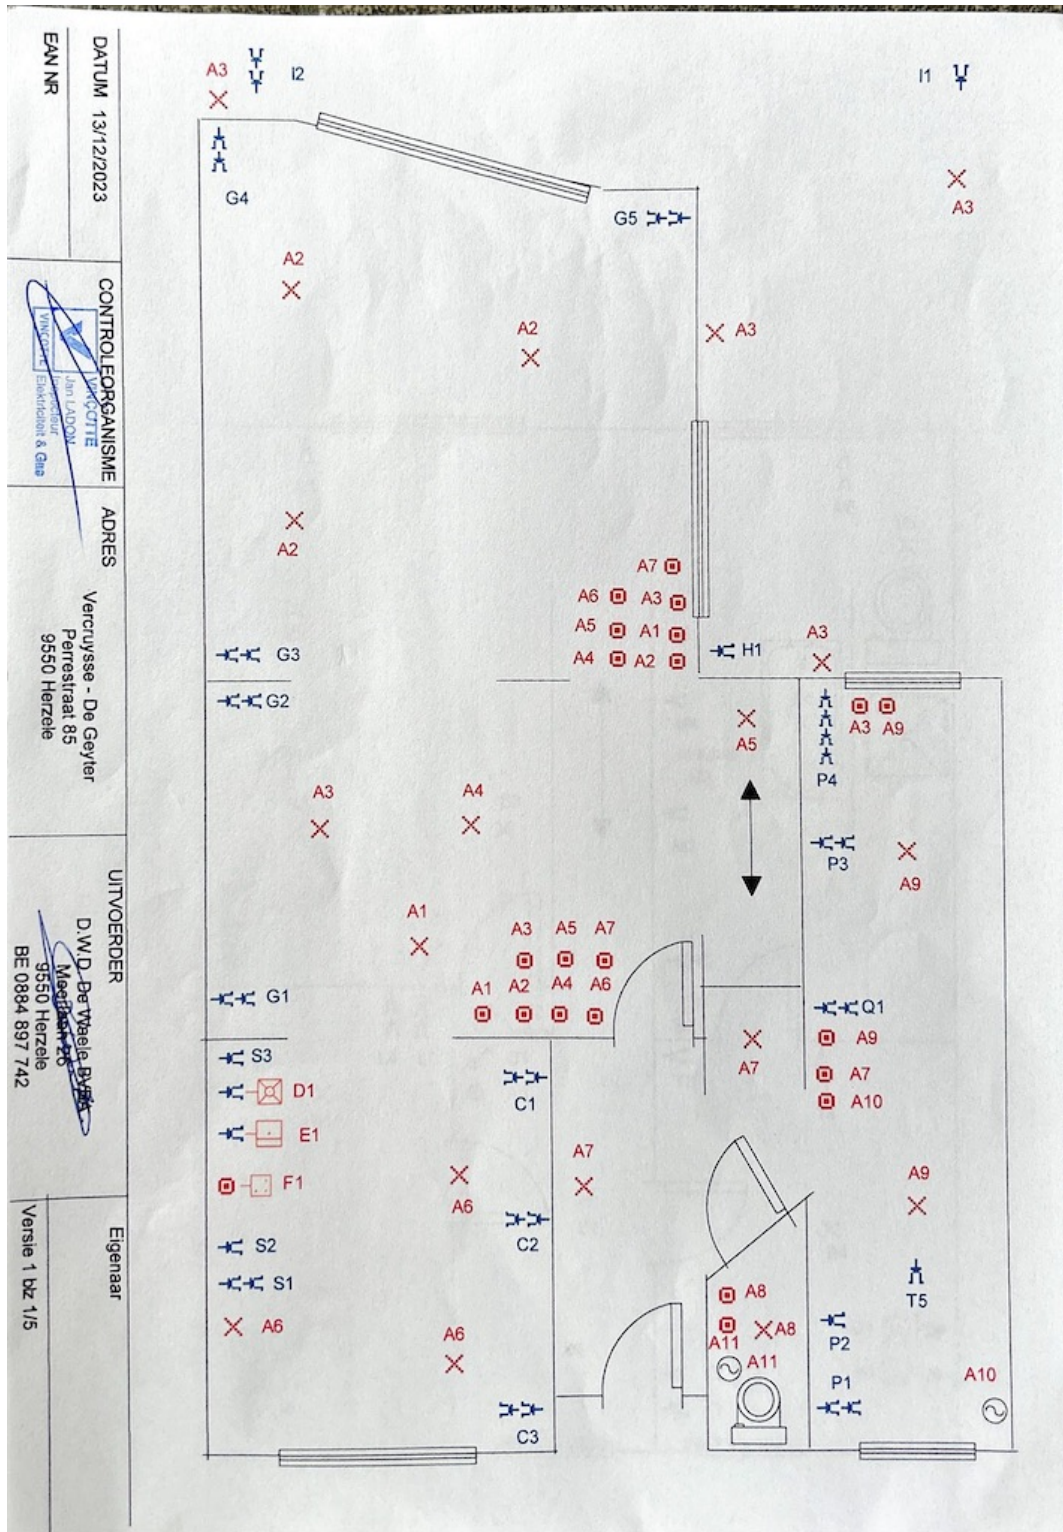 A3
I2
I1
G4
G5
A3
A2
A2
A3
A2
A7
A6
A3
A5
A1
A4
A2
G3
H1
A3
G2
A5
A3
A9
P4
A3
A4
P3
A9
A1
A3
A5
A7
A1
A2
A4
A6
G1
Q1
A9
S3
A7
A7
D1
C1
A10
E1
A7
F1
A6
A9
C2
S2
S1
T5
A8
A6
A6
A11
A8
P2
A11
P1
A10
C3
DATUM 13/12/2023
EAN NR
CONTROLEORGANISME
VINÇOTTE
Jan LADON
Inspecteur
Elektriciteit & Gas
VINÇOTTE
ADRES
Vercruysse - De Geyter
Perrestraat 85
9550 Herzele
UITVOERDER
D.W.D. De Waele BVBA
26
9550 Herzele
BE 0884 897 742
Eigenaar
Versie 1 blz 1/5